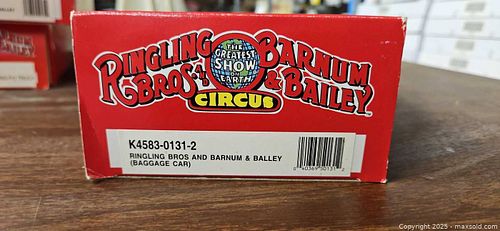 RINGLING BROS. AND BARNUM & BAILEY
THE
GREATEST
SHOW
ON
EARTH
CIRCUS
K4583-0131-2
RINGLING BROS AND BARNUM & BALLEY
(BAGGAGE CAR)
Copyright 2025 - maxsold.com